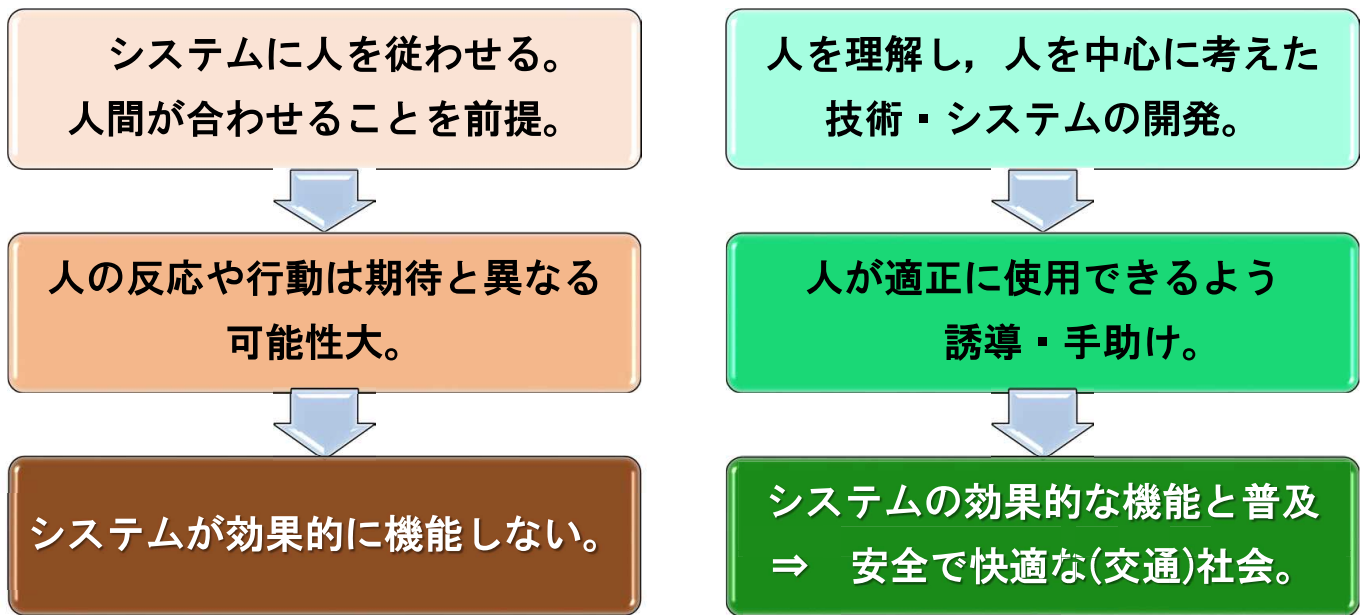 システムに人を従わせる。
人間が合わせることを前提。
人の反応や行動は期待と異なる
可能性大。
システムが効果的に機能しない。
人を理解し，人を中心に考えた
技術・システムの開発。
人が適正に使用できるよう
誘導・手助け。
システムの効果的な機能と普及
⇒　安全で快適な(交通)社会。